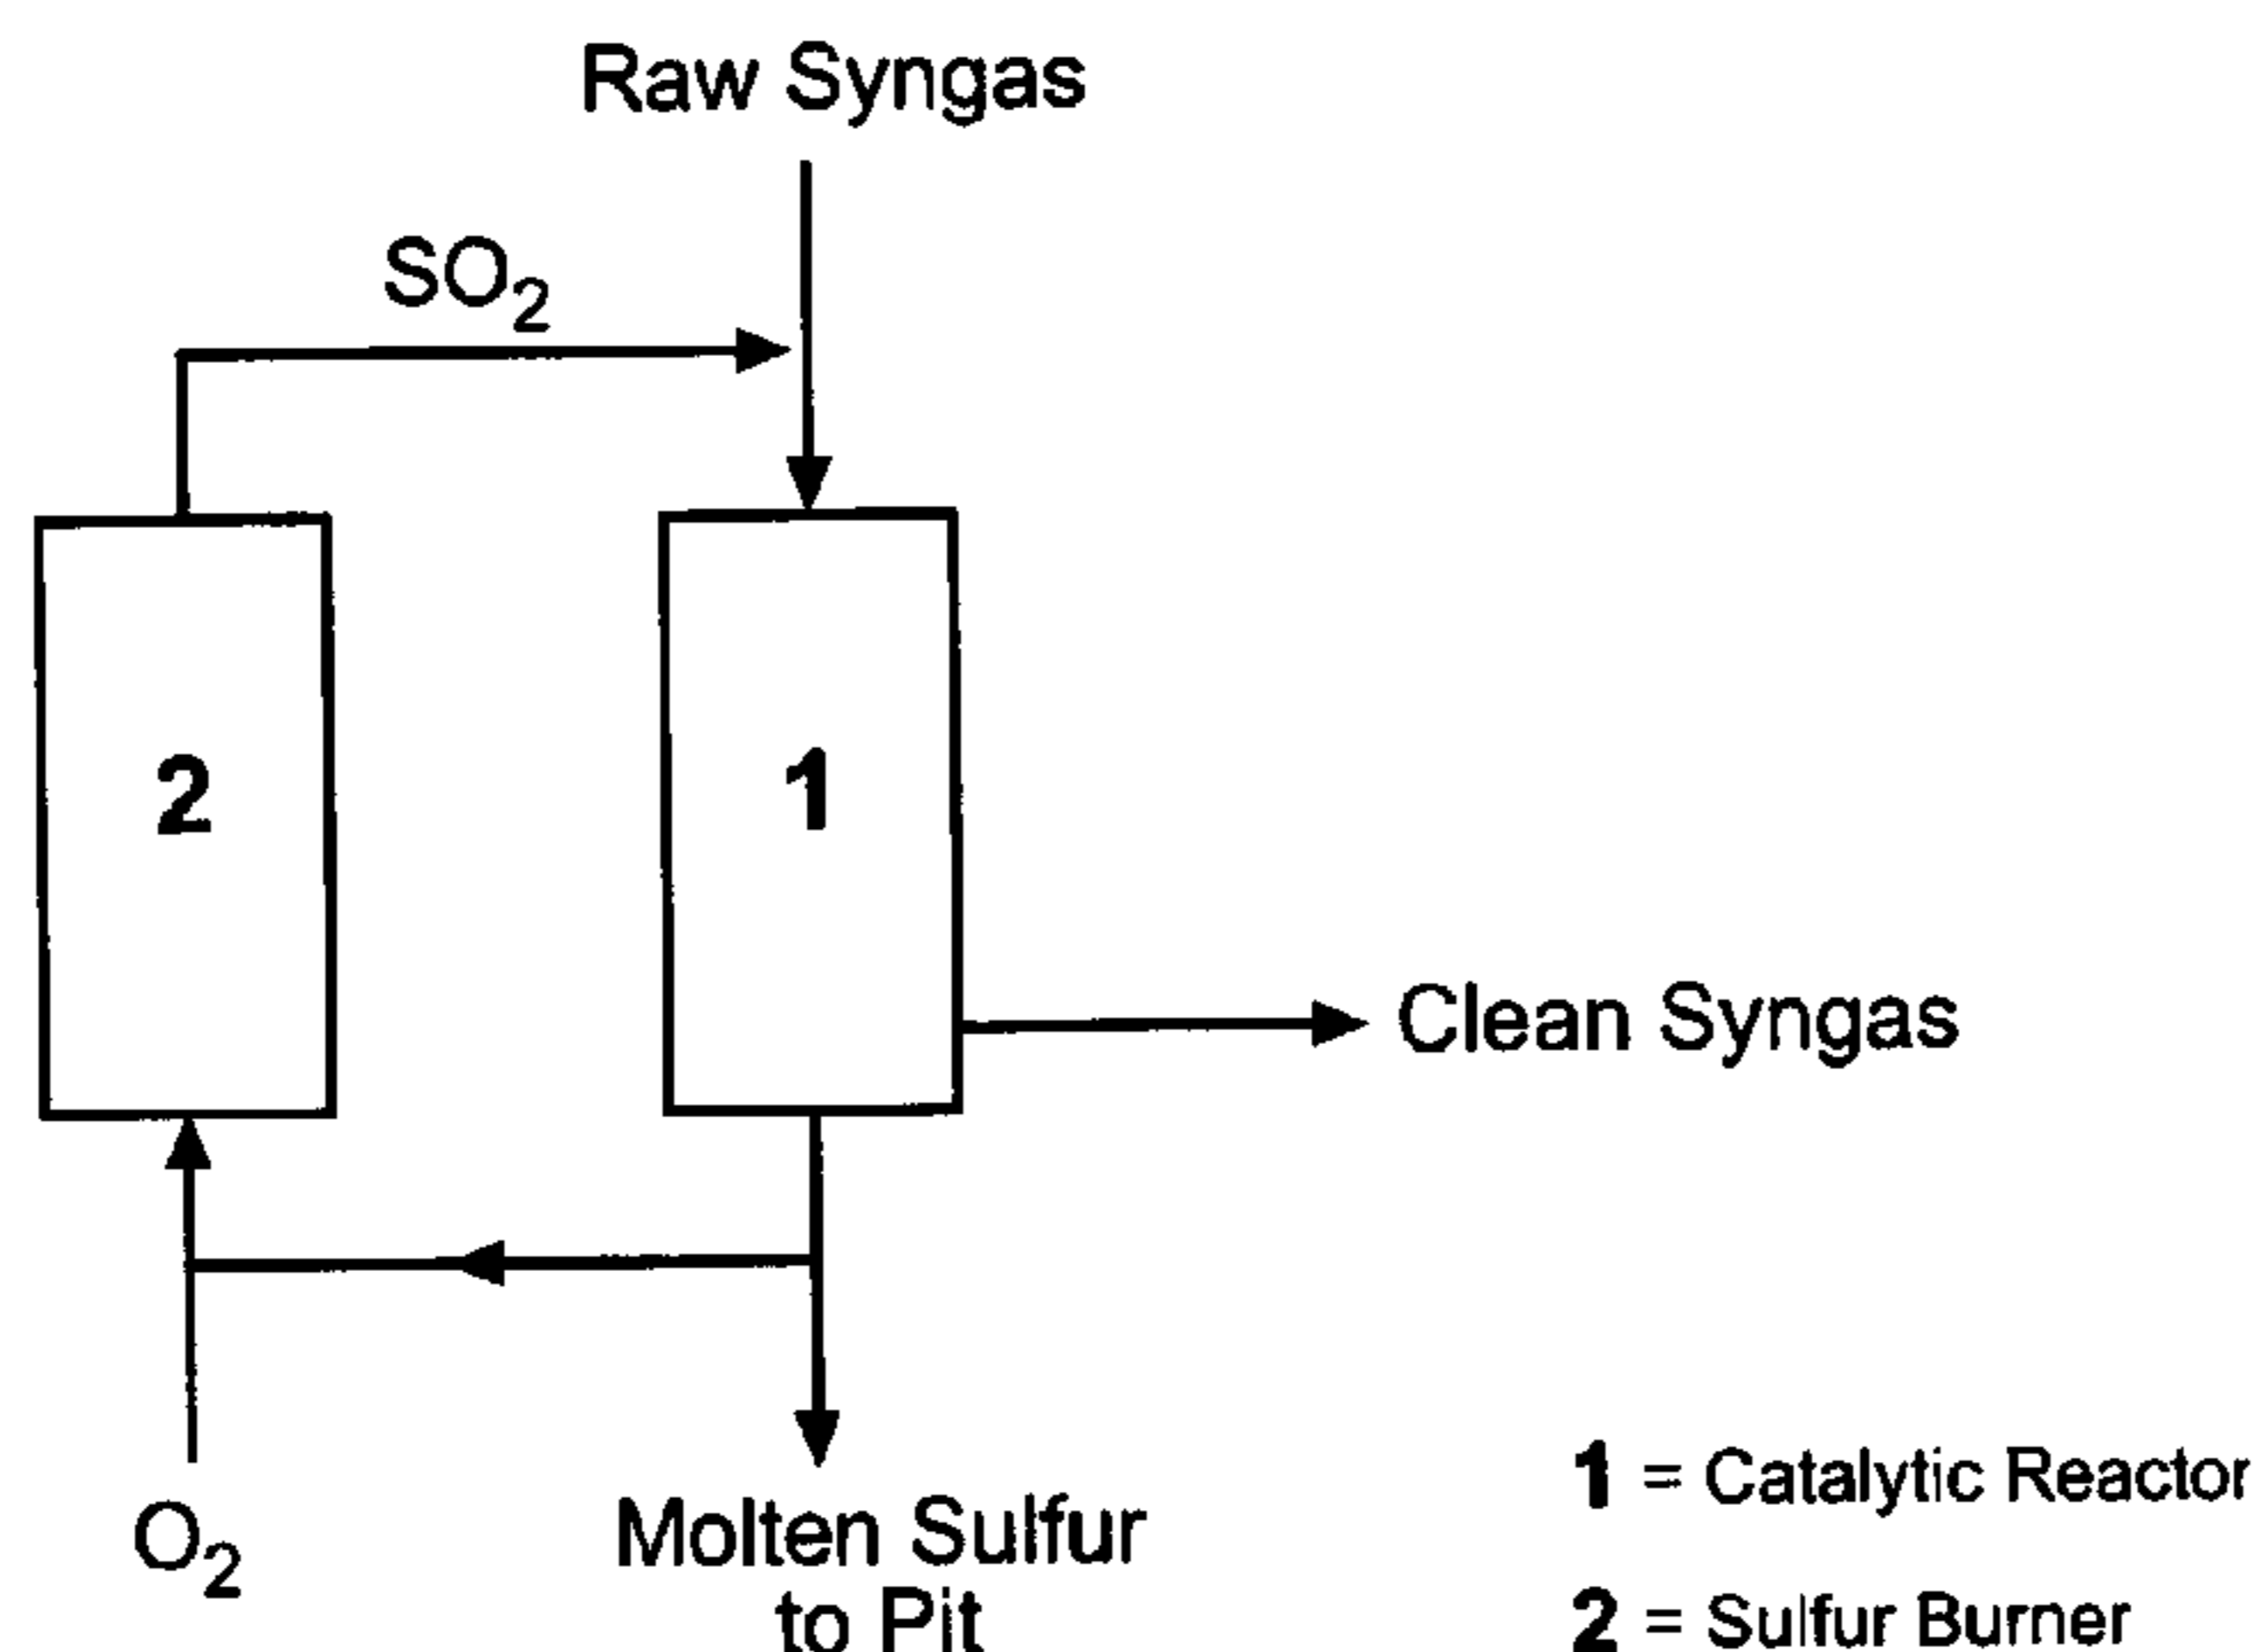 Raw Syngas
SO₂
2
1
Clean Syngas
O₂
Molten Sulfur
to Pit
1 = Catalytic Reactor
2 = Sulfur Burner